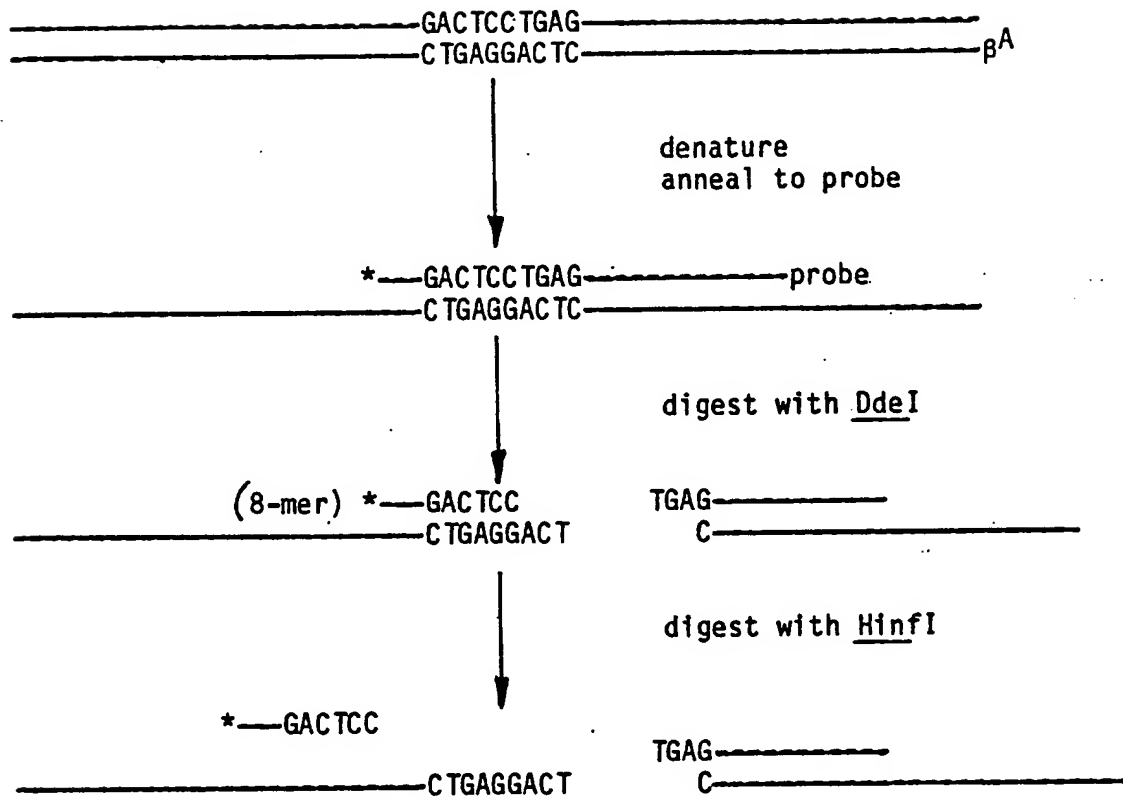 GACTCCTGAG
CTGAGGACTC βA
denature
anneal to probe
*GACTCCTGAG probe
CTGAGGACTC
digest with DdeI
(8-mer) *GACTCC TGAG
CTGAGGACT C
digest with HinfI
*GACTCC
TGAG
CTGAGGACT C